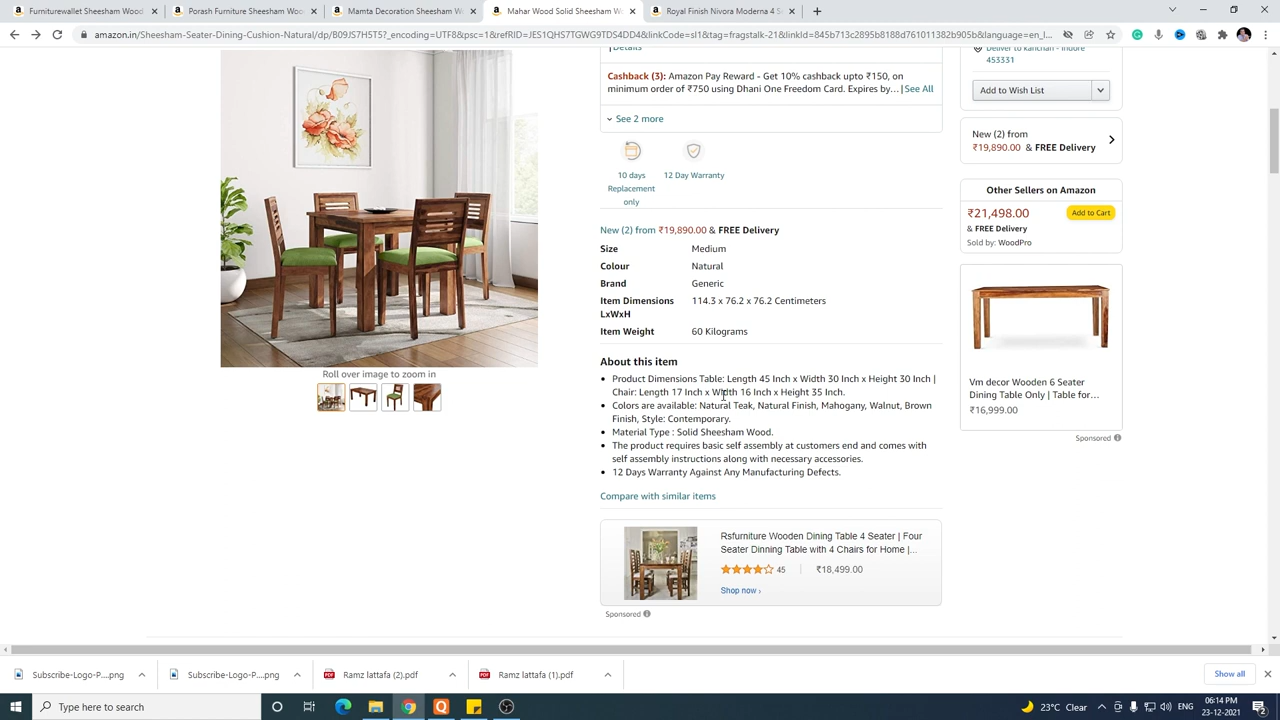 Furniturewallet Sheesham Wood
Porash Furniture Sheesham Wood
Mamta Decoration Sheesham Wo
Mahar Wood Solid Sheesham Wo
Royal Finish Nivora Moderna 4 S
amazon.in/Sheesham-Seater-Dining-Cushion-Natural/dp/B09JS7H5T5?_encoding=UTF8&psc=1&refRID=JES1QHS7TGWG9TDS4DD4&linkCode=sl1&tag=fragstalk-21&linkId=845b713c2895b8188d761011382b905b&language=en_I...
Details
Deliver to kanchan - Indore
453331
Cashback (3): Amazon Pay Reward - Get 10% cashback upto ₹150, on
minimum order of ₹750 using Dhani One Freedom Card. Expires by... | See All
Add to Wish List
See 2 more
New (2) from
₹19,890.00 & FREE Delivery
10 days
Replacement
only
12 Day Warranty
Other Sellers on Amazon
₹21,498.00
Add to Cart
& FREE Delivery
Sold by: WoodPro
New (2) from ₹19,890.00 & FREE Delivery
Size Medium
Colour Natural
Brand Generic
Item Dimensions 114.3 x 76.2 x 76.2 Centimeters
LxWxH
Item Weight 60 Kilograms
About this item
Roll over image to zoom in
• Product Dimensions Table: Length 45 Inch x Width 30 Inch x Height 30 Inch |
Chair: Length 17 Inch x Width 16 Inch x Height 35 Inch.
• Colors are available: Natural Teak, Natural Finish, Mahogany, Walnut, Brown
Finish, Style: Contemporary.
• Material Type : Solid Sheesham Wood.
• The product requires basic self assembly at customers end and comes with
self assembly instructions along with necessary accessories.
• 12 Days Warranty Against Any Manufacturing Defects.
Vm decor Wooden 6 Seater
Dining Table Only | Table for...
₹16,999.00
Sponsored
Compare with similar items
Rsfurniture Wooden Dining Table 4 Seater | Four
Seater Dinning Table with 4 Chairs for Home |...
45
₹18,499.00
Shop now ›
Sponsored
Subscribe-Logo-P....png
Subscribe-Logo-P....png
Ramz lattafa (2).pdf
Ramz lattafa (1).pdf
Show all
Type here to search
23°C Clear
ENG
06:14 PM
23-12-2021